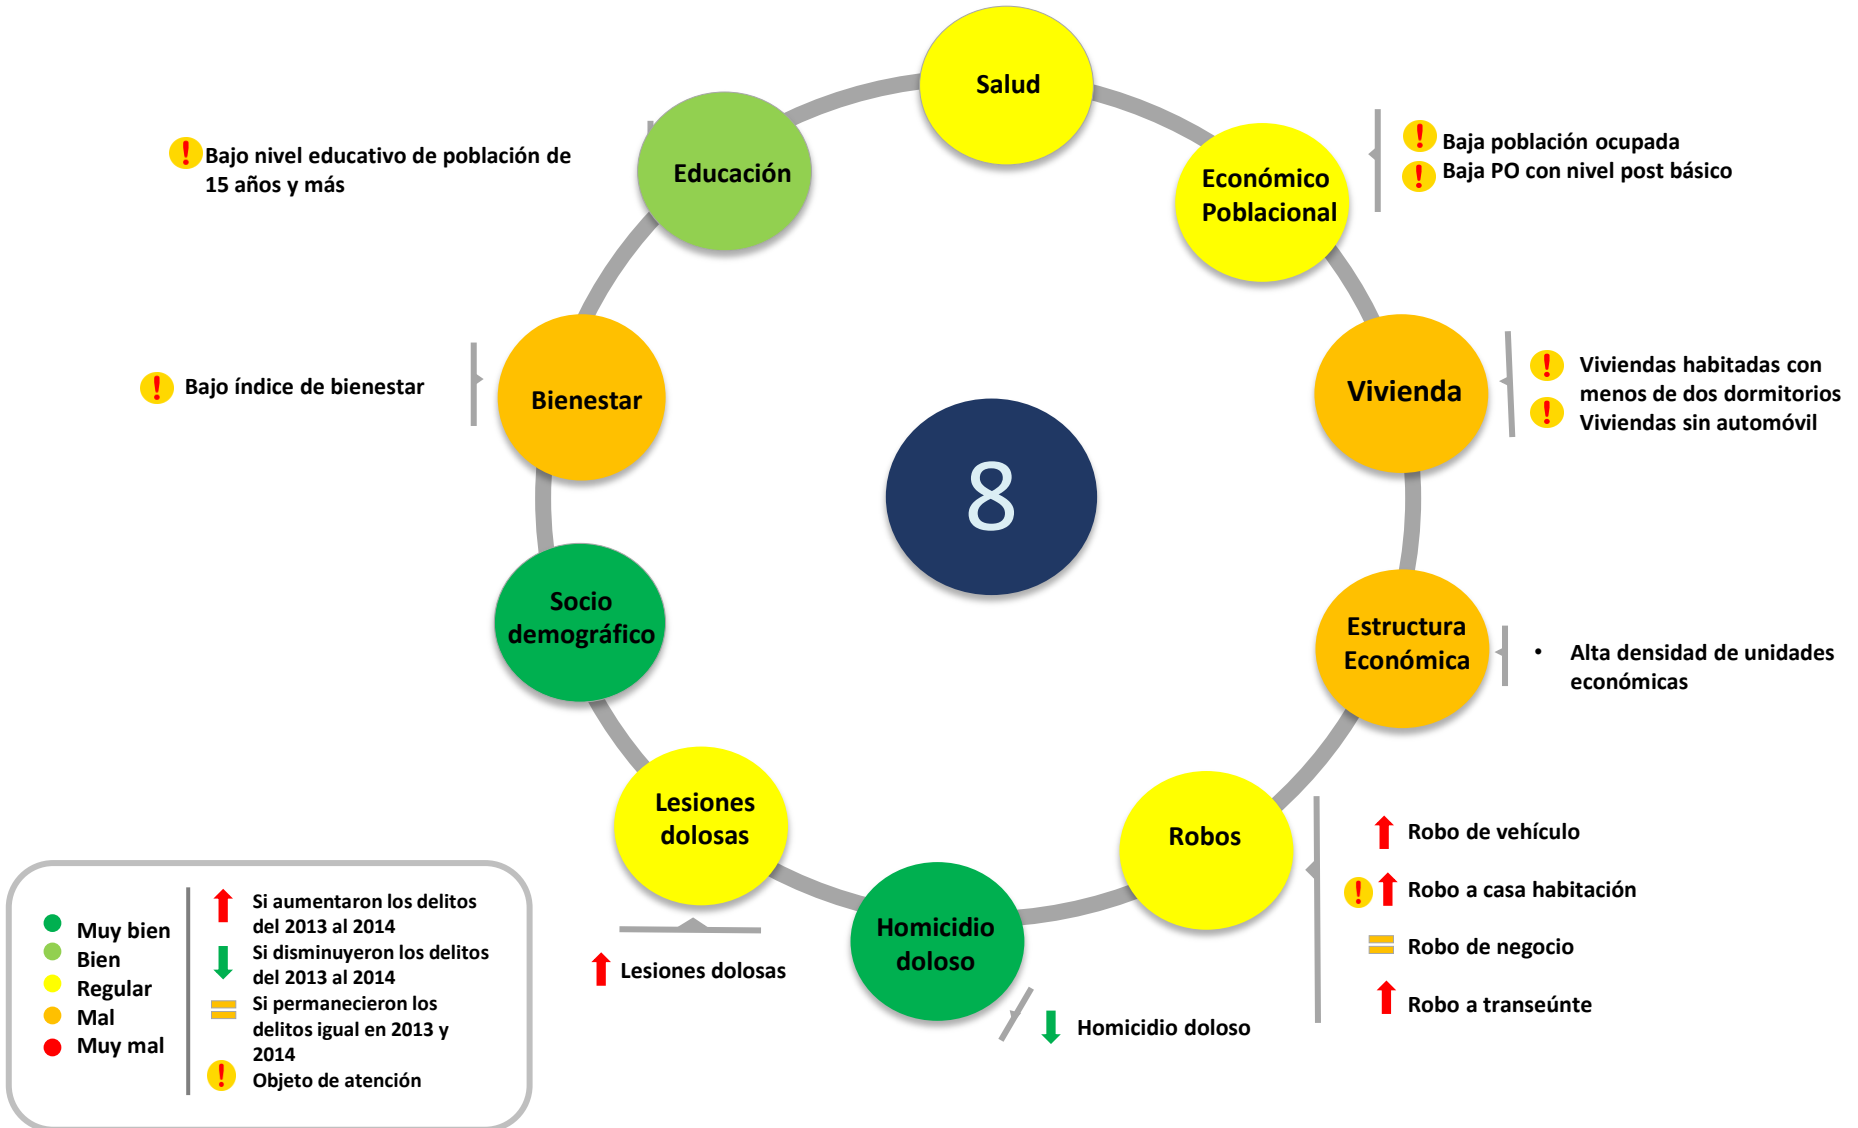 Salud
Educación
Económico
Poblacional
Bajo nivel educativo de población de
15 años y más
Baja población ocupada
Baja PO con nivel post básico
Bienestar
Bajo índice de bienestar
Vivienda
Viviendas habitadas con
menos de dos dormitorios
Viviendas sin automóvil
8
Socio
demográfico
Estructura
Económica
• Alta densidad de unidades
económicas
Lesiones
dolosas
Lesiones dolosas
Homicidio
doloso
Homicidio doloso
Robos
Robo de vehículo
Robo a casa habitación
Robo de negocio
Robo a transeúnte
Muy bien
Bien
Regular
Mal
Muy mal
Si aumentaron los delitos
del 2013 al 2014
Si disminuyeron los delitos
del 2013 al 2014
Si permanecieron los
delitos igual en 2013 y
2014
Objeto de atención